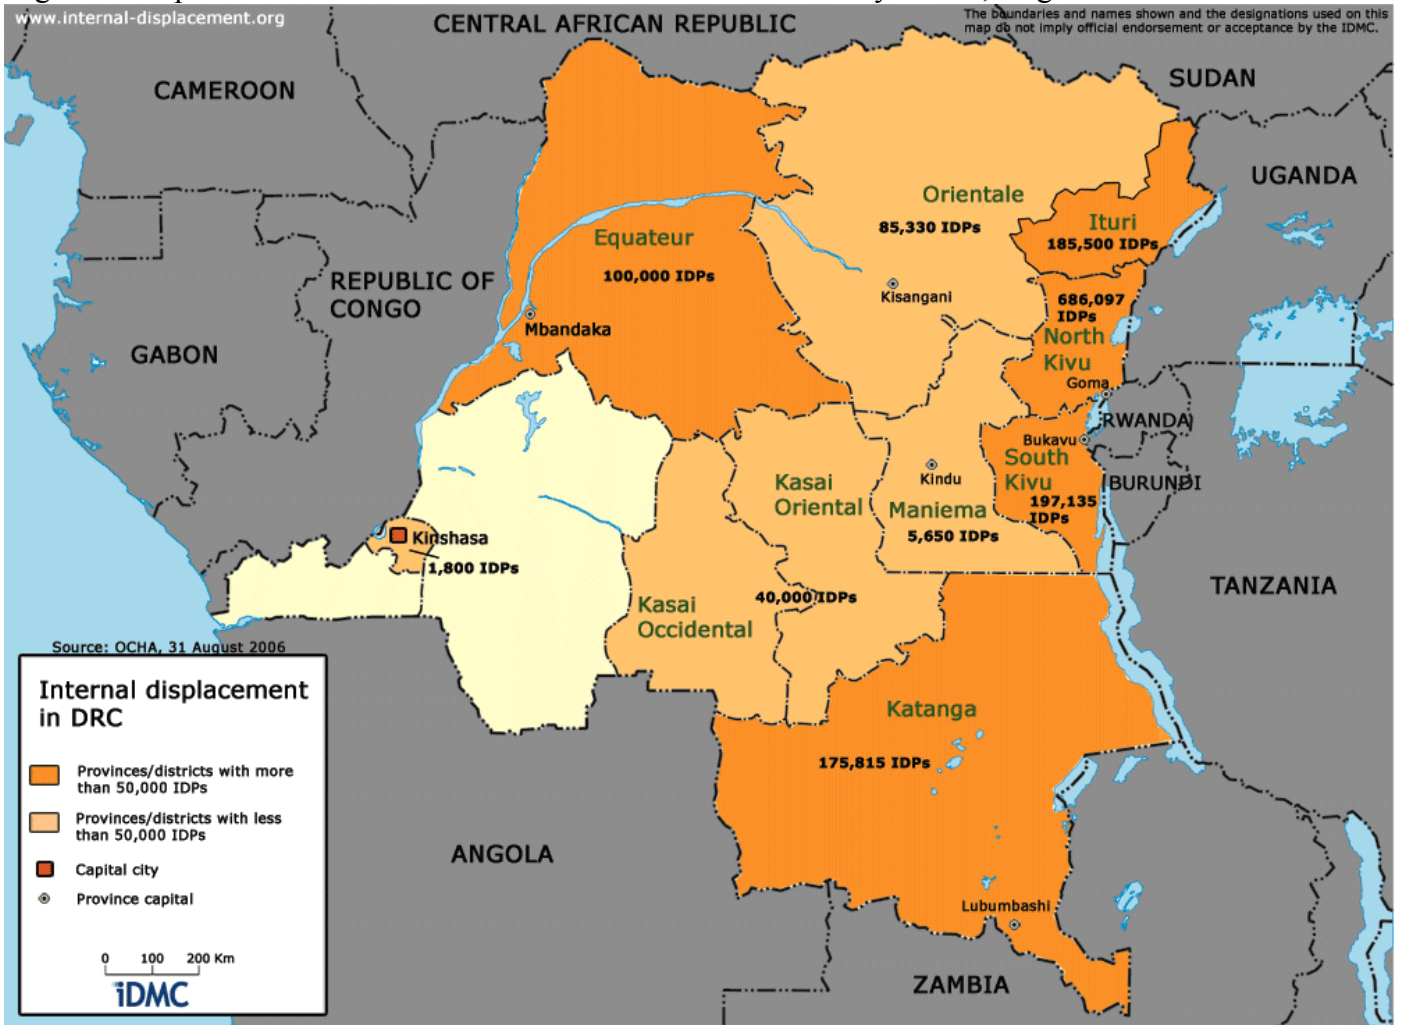 www.internal-displacement.org
The boundaries and names shown and the designations used on this
map do not imply official endorsement or acceptance by the IDMC.
CENTRAL AFRICAN REPUBLIC
SUDAN
CAMEROON
UGANDA
Orientale
85,330 IDPs
Ituri
185,500 IDPs
Equateur
100,000 IDPs
REPUBLIC OF
CONGO
Kisangani
686,097
IDPs
North
Kivu
Mbandaka
GABON
Goma
RWANDA
Bukavu
South
Kivu
197,135
IDPs
BURUNDI
Kasai
Oriental
Kindu
Maniema
5,650 IDPs
Kinshasa
1,800 IDPs
TANZANIA
40,000 IDPs
Kasai
Occidental
Source: OCHA, 31 August 2006
Internal displacement
in DRC
Katanga
175,815 IDPs
Provinces/districts with more
than 50,000 IDPs
Provinces/districts with less
than 50,000 IDPs
Capital city
Province capital
ANGOLA
Lubumbashi
0 100 200 Km
iDMC
ZAMBIA